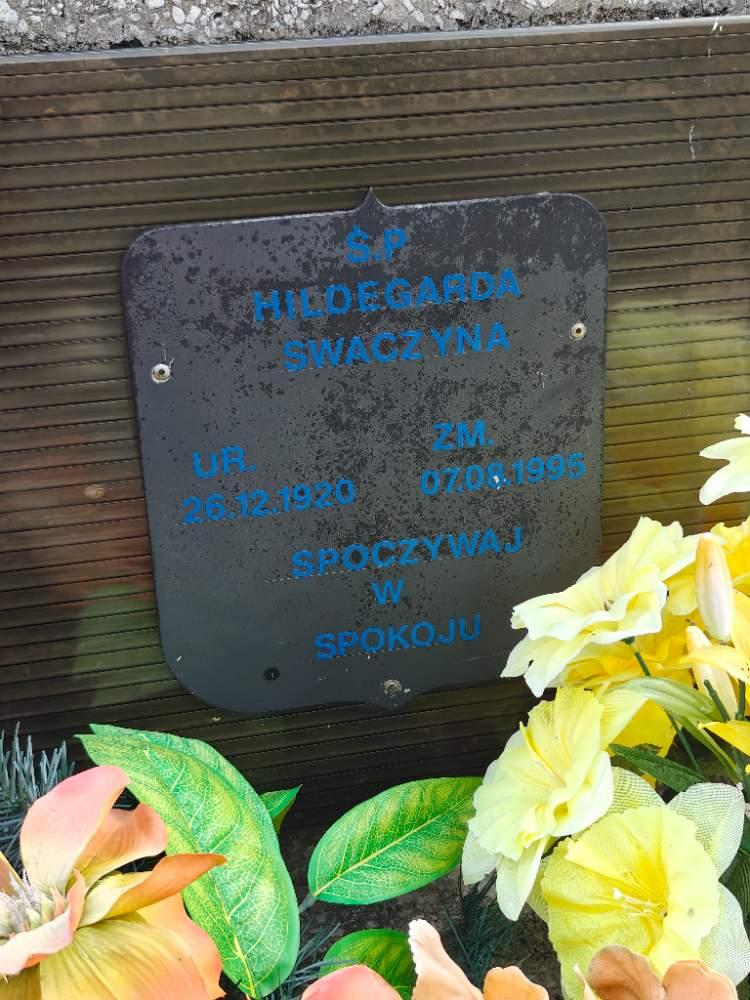 Ś.P
HILDEGARDA
SWACZYNA
UR. ZM.
26.12.1920 07.08.1995
SPOCZYWAJ
W
SPOKOJU